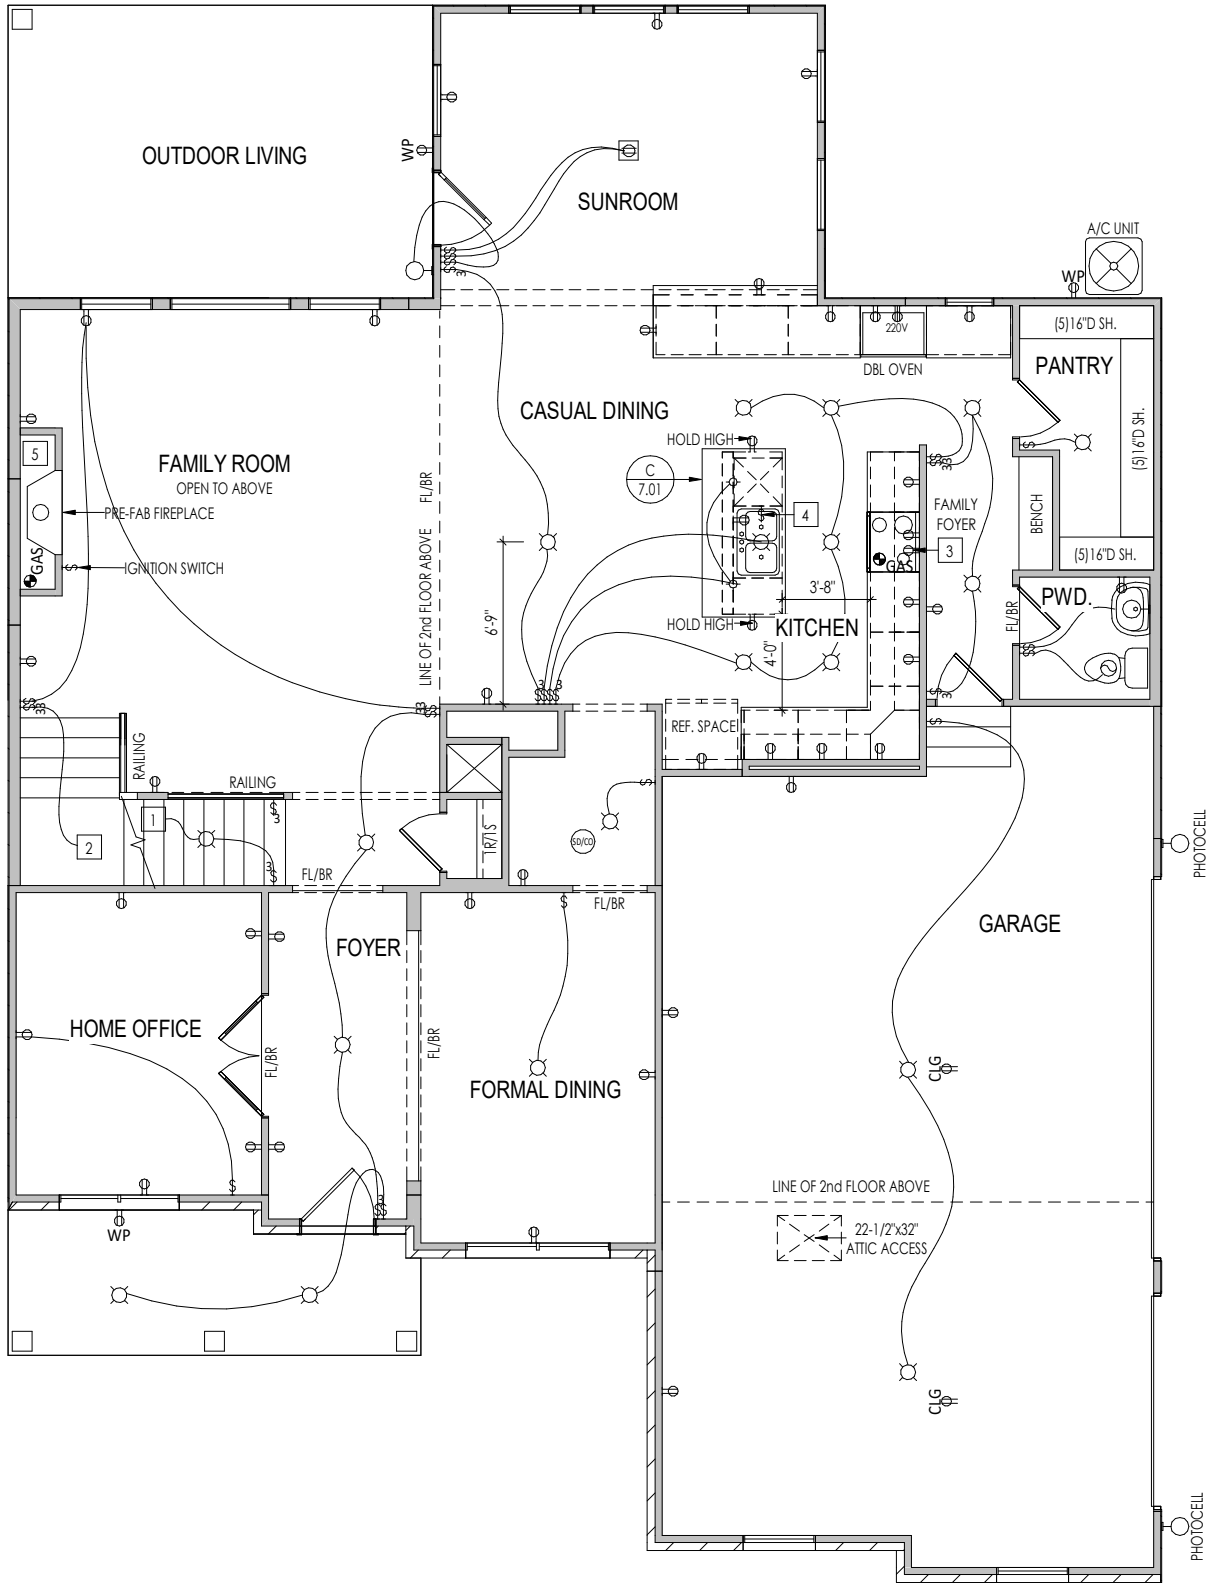 OUTDOOR LIVING
WP
SUNROOM
A/C UNIT
WP
220V
DBL OVEN
(5)16"D SH.
PANTRY
(5)16"D SH.
(5)16"D SH.
CASUAL DINING
HOLD HIGH
C
7.01
4
3
GAS
FAMILY
FOYER
BENCH
3'-8"
HOLD HIGH
KITCHEN
4'-0"
6'-9"
FL/BR
PWD.
5
FAMILY ROOM
OPEN TO ABOVE
PRE-FAB FIREPLACE
GAS
IGNITION SWITCH
FL/BR
LINE OF 2nd FLOOR ABOVE
REF. SPACE
RAILING
RAILING
1
2
TR/1S
SD/CO
FL/BR
FL/BR
PHOTOCELL
GARAGE
FOYER
HOME OFFICE
FL/BR
FL/BR
FORMAL DINING
CLG
LINE OF 2nd FLOOR ABOVE
22-1/2"x32"
ATTIC ACCESS
WP
CLG
PHOTOCELL